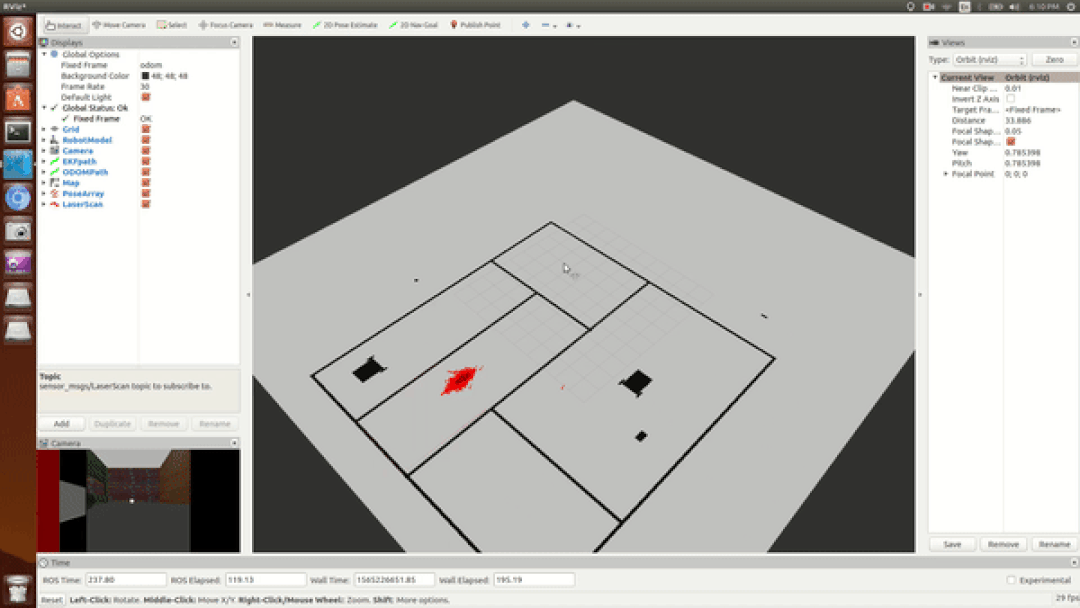 RViz*
En
6:10 PM
Interact Move Camera Select Focus Camera Measure 2D Pose Estimate 2D Nav Goal Publish Point
Displays
Global Options
Fixed Frame odom
Background Color 48; 48; 48
Frame Rate 30
Default Light
Global Status: Ok
Fixed Frame OK
Grid
RobotModel
Camera
EKFpath
ODOMPath
Map
PoseArray
LaserScan
Topic
sensor_msgs/LaserScan topic to subscribe to.
Add Duplicate Remove Rename
Camera
Views
Type: Orbit (rviz) Zero
Current View Orbit (rviz)
Near Clip ... 0.01
Invert Z Axis
Target Fra... <Fixed Frame>
Distance 33.886
Focal Shap... 0.05
Focal Shap...
Yaw 0.785398
Pitch 0.785398
Focal Point 0; 0; 0
Save Remove Rename
Time
ROS Time: 237.80 ROS Elapsed: 119.13 Wall Time: 1565226651.85 Wall Elapsed: 195.19 Experimental
Reset Left-Click: Rotate. Middle-Click: Move X/Y. Right-Click/Mouse Wheel: Zoom. Shift: More options. 29 fps